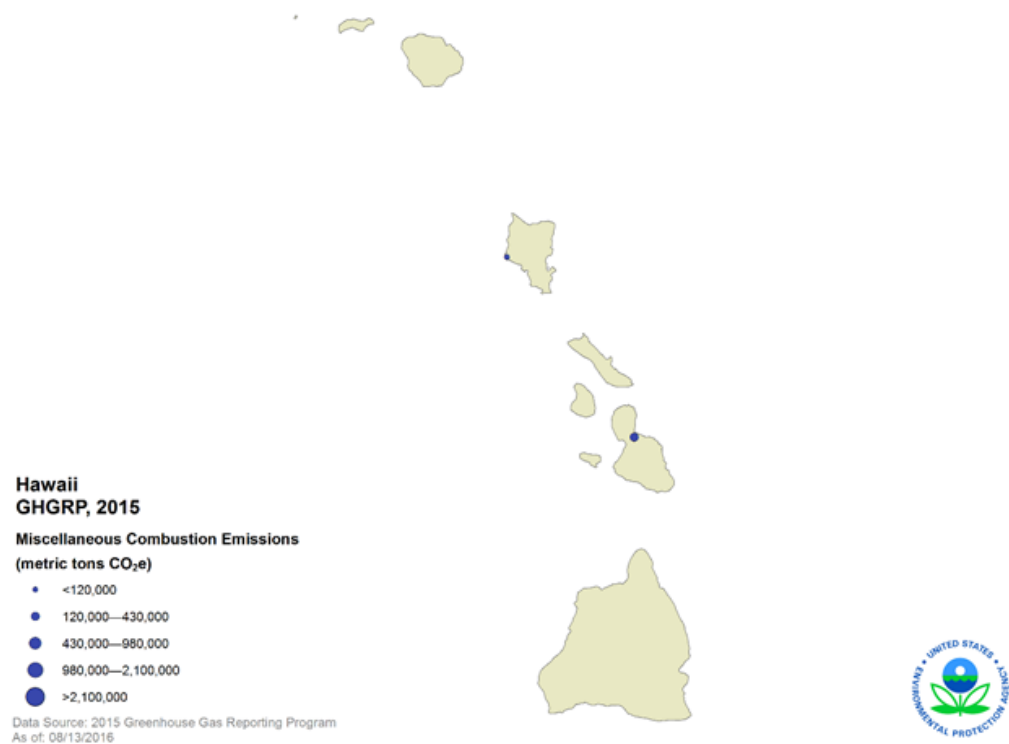 Hawaii
GHGRP, 2015
Miscellaneous Combustion Emissions
(metric tons CO₂e)
<120,000
120,000—430,000
430,000—980,000
980,000—2,100,000
>2,100,000
Data Source: 2015 Greenhouse Gas Reporting Program
As of: 08/13/2016
UNITED STATES
ENVIRONMENTAL PROTECTION AGENCY